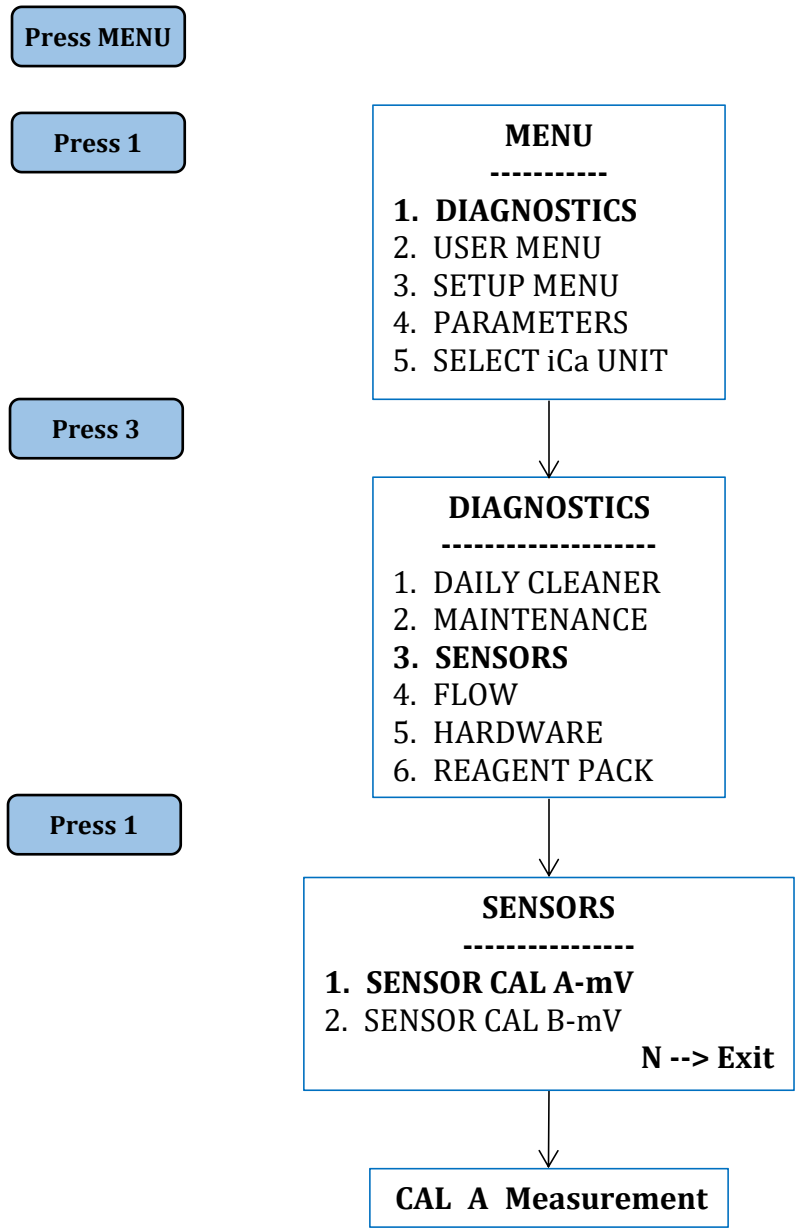 Press MENU
Press 1
MENU
-----------
1. DIAGNOSTICS
2. USER MENU
3. SETUP MENU
4. PARAMETERS
5. SELECT iCa UNIT
Press 3
DIAGNOSTICS
--------------------
1. DAILY CLEANER
2. MAINTENANCE
3. SENSORS
4. FLOW
5. HARDWARE
6. REAGENT PACK
Press 1
SENSORS
----------------
1. SENSOR CAL A-mV
2. SENSOR CAL B-mV
N --> Exit
CAL A Measurement